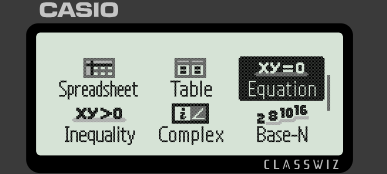 CASIO
XY=0
Spreadsheet Table Equation
XY>0 i∠ 2 8 10 16
Inequality Complex Base-N
CLASSWIZ